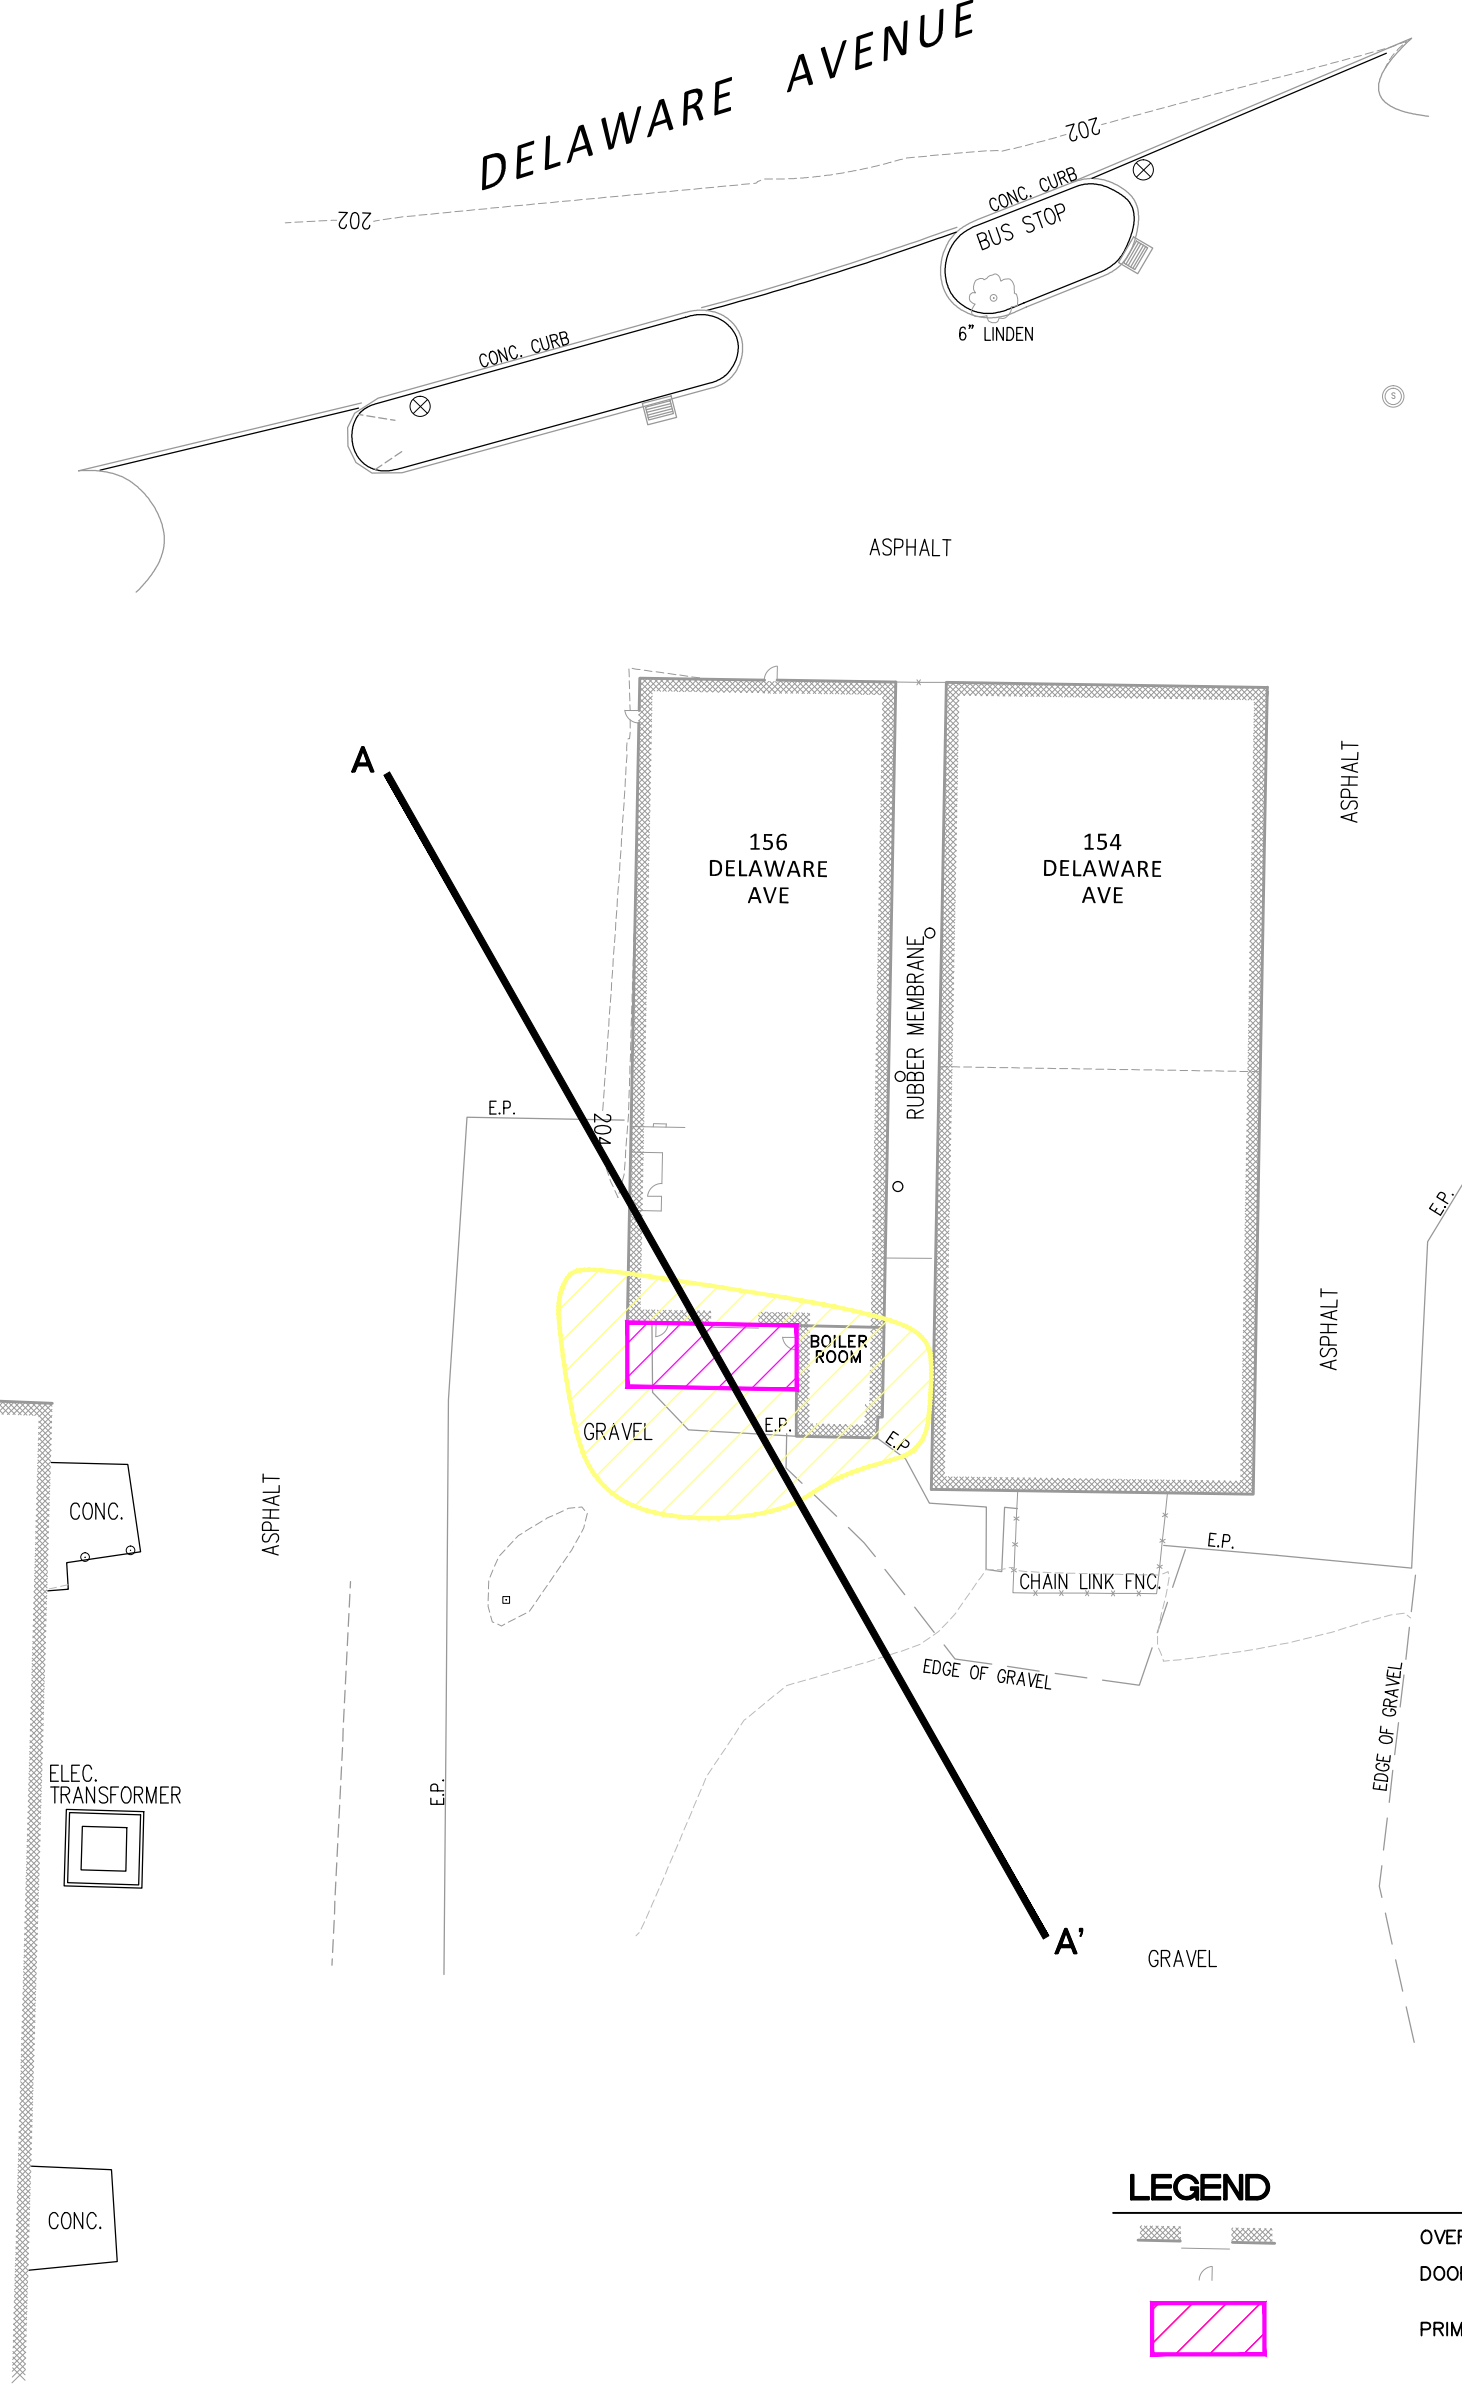 DELAWARE AVENUE
202
202
CONC. CURB
BUS STOP
6" LINDEN
CONC. CURB
S
ASPHALT
A
156
DELAWARE
AVE
154
DELAWARE
AVE
ASPHALT
RUBBER MEMBRANE
E.P.
204
E.P.
BOILER
ROOM
ASPHALT
GRAVEL
E.P.
E.P.
CONC.
ASPHALT
E.P.
CHAIN LINK FNC.
EDGE OF GRAVEL
EDGE OF GRAVEL
ELEC.
TRANSFORMER
E.P.
A'
GRAVEL
CONC.
LEGEND
DOO
PRIM